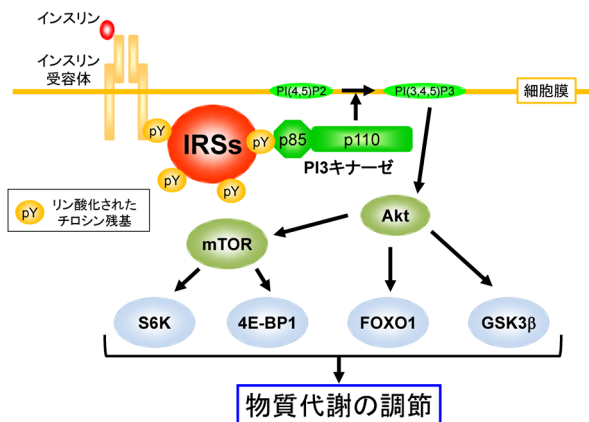 インスリン
インスリン
受容体
PI(4,5)P2
PI(3,4,5)P3
細胞膜
pY
IRSs
pY
p85
p110
PI3キナーゼ
pY
pY
pY
リン酸化された
チロシン残基
Akt
mTOR
S6K
4E-BP1
FOXO1
GSK3β
物質代謝の調節